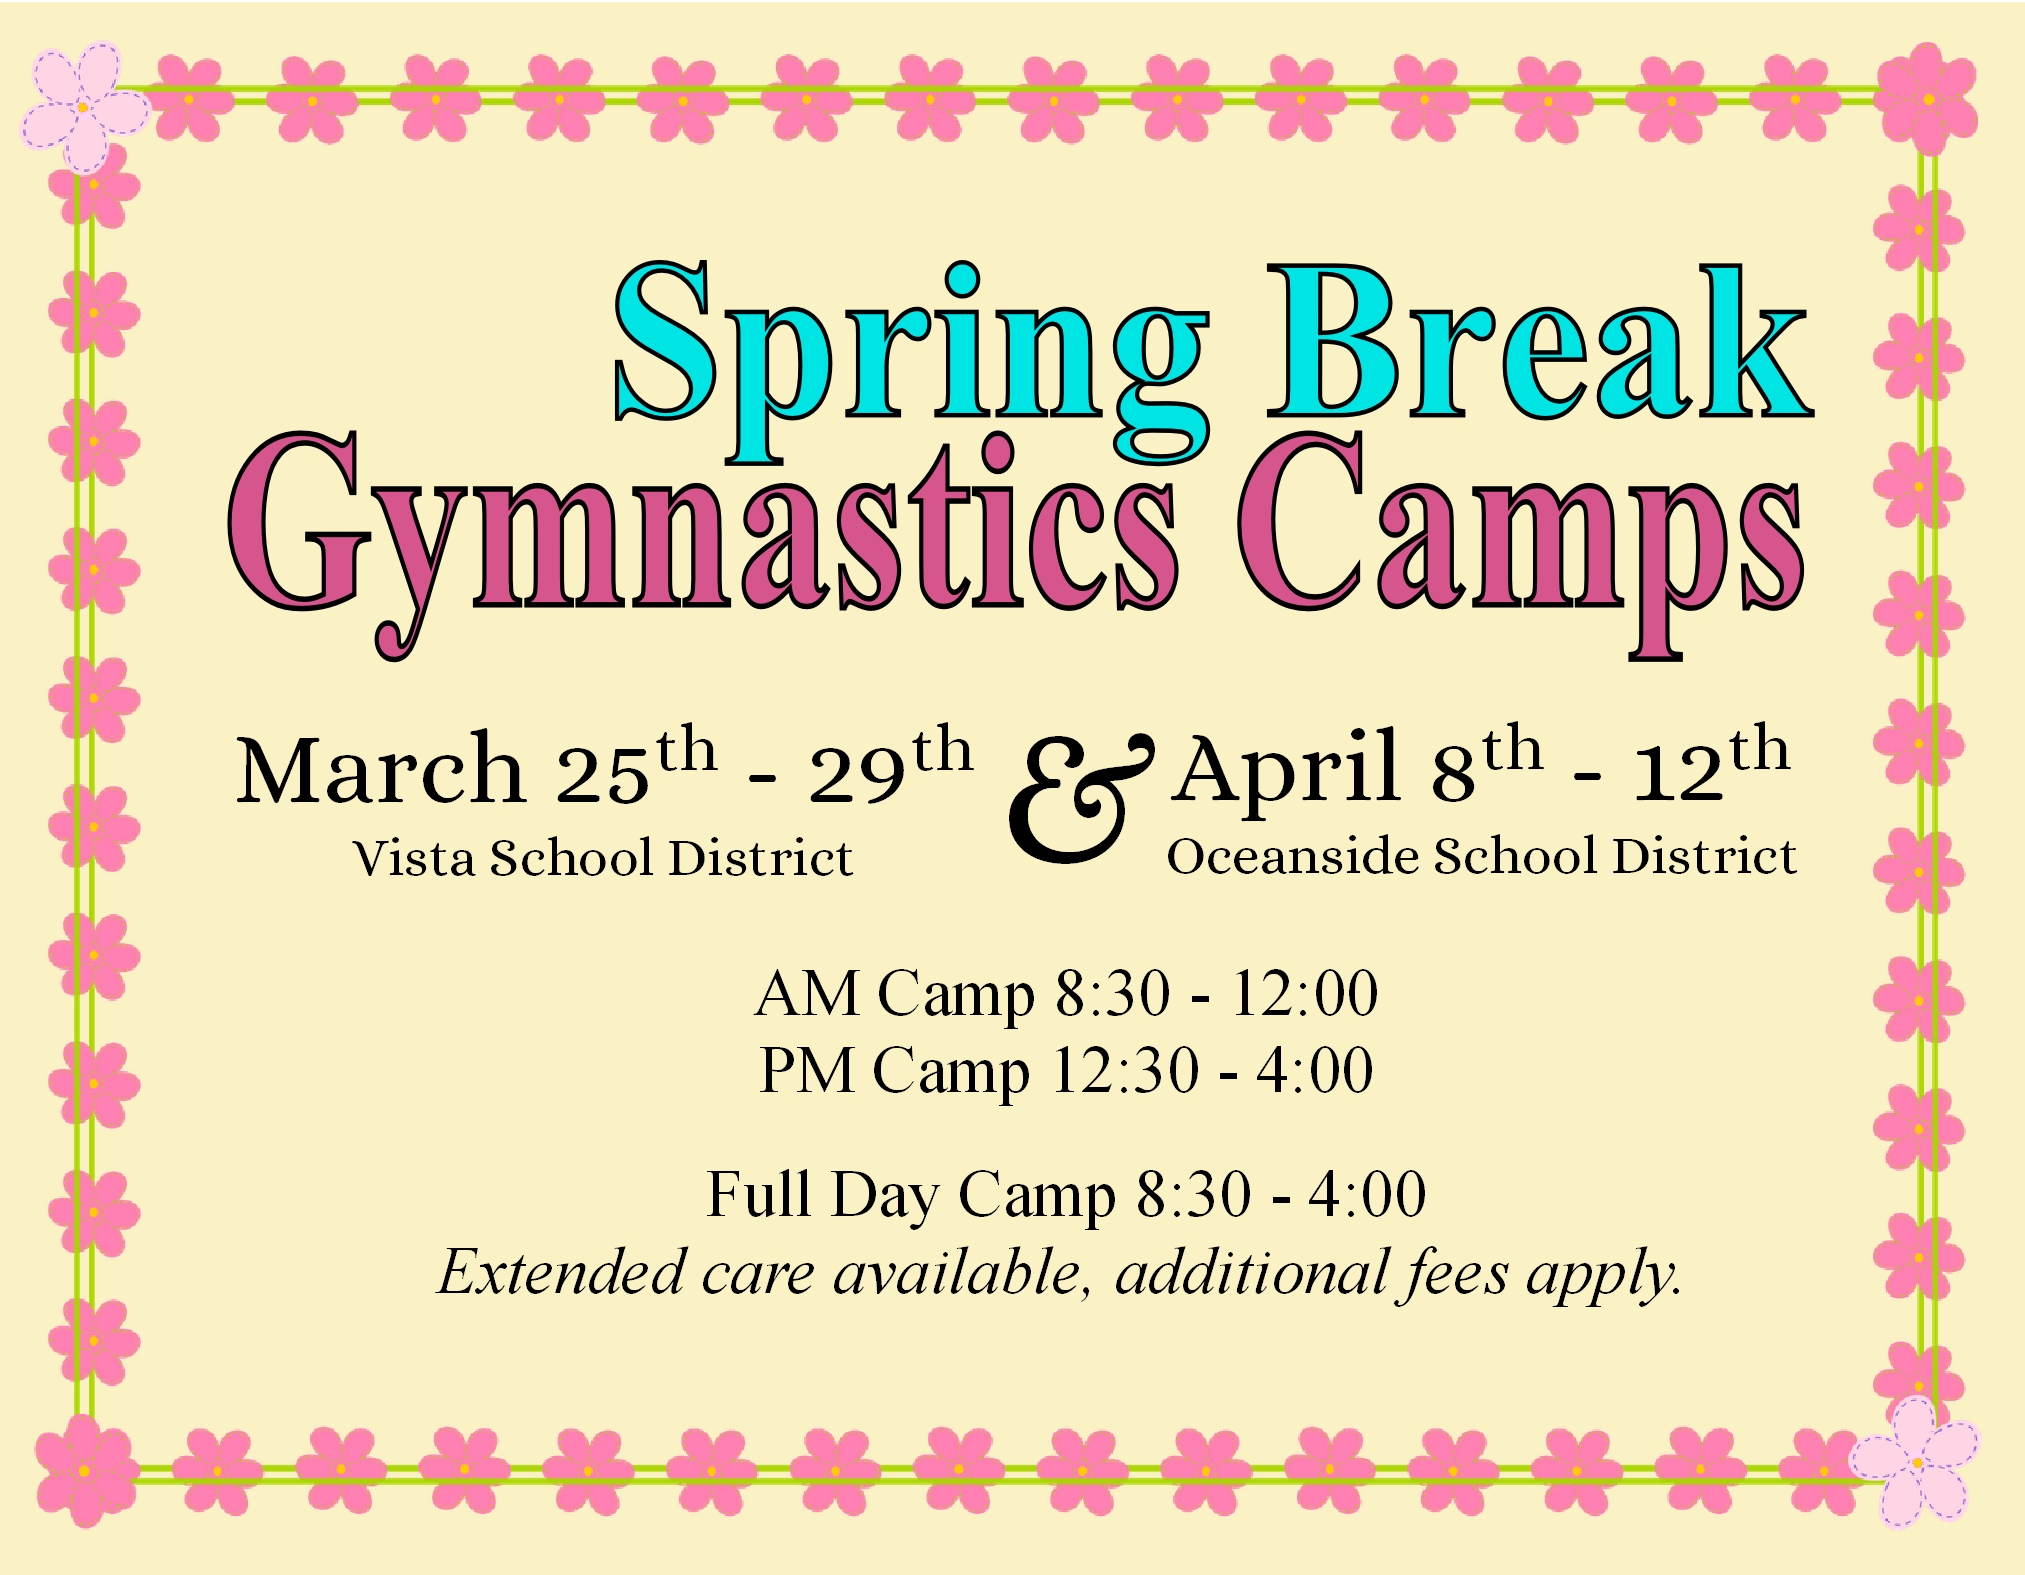 Spring Break
Gymnastics Camps
March 25th - 29th & April 8th - 12th
Vista School District Oceanside School District
AM Camp 8:30 - 12:00
PM Camp 12:30 - 4:00
Full Day Camp 8:30 - 4:00
Extended care available, additional fees apply.